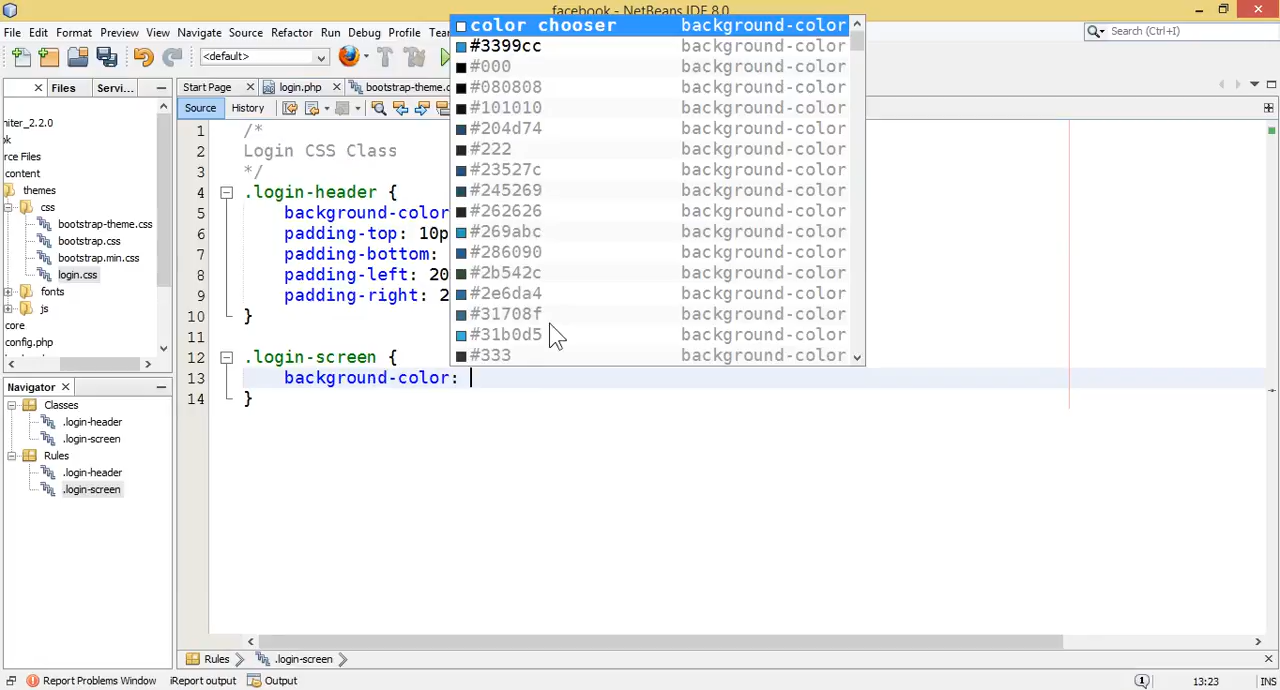 facebook - NetBeans IDE 8.0
File Edit Format Preview View Navigate Source Refactor Run Debug Profile
<default>
Search (Ctrl+I)
Files Servi...
Start Page login.php bootstrap-theme.c
Source History
niter_2.2.0
ok
rce Files
content
themes
css
bootstrap-theme.css
bootstrap.css
bootstrap.min.css
login.css
fonts
js
core
config.php
Navigator
Classes
.login-header
.login-screen
Rules
.login-header
.login-screen
1 /*
2 Login CSS Class
3 */
4 .login-header {
5 background-color
6 padding-top: 10p
7 padding-bottom:
8 padding-left: 20
9 padding-right: 2
10 }
11
12 .login-screen {
13 background-color:
14 }
color chooser background-color
#3399cc background-color
#000 background-color
#080808 background-color
#101010 background-color
#204d74 background-color
#222 background-color
#23527c background-color
#245269 background-color
#262626 background-color
#269abc background-color
#286090 background-color
#2b542c background-color
#2e6da4 background-color
#31708f background-color
#31b0d5 background-color
#333 background-color
Rules .login-screen
Report Problems Window iReport output Output 1 13:23 INS